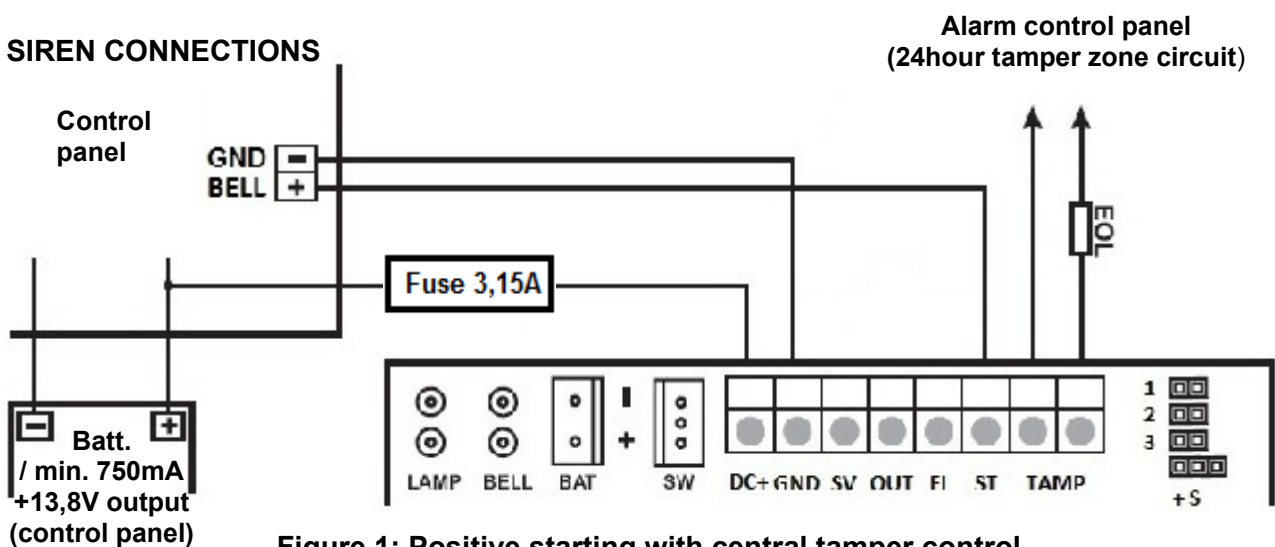 SIREN CONNECTIONS
Alarm control panel
(24hour tamper zone circuit)
Control
panel
GND -
BELL +
EOL
Fuse 3,15A
- +
Batt.
/ min. 750mA
+13,8V output
(control panel)
+
1
2
3
LAMP BELL BAT SW DC+ GND SV OUT FI ST TAMP
+S
Figure 1: Positive starting with central tamper control